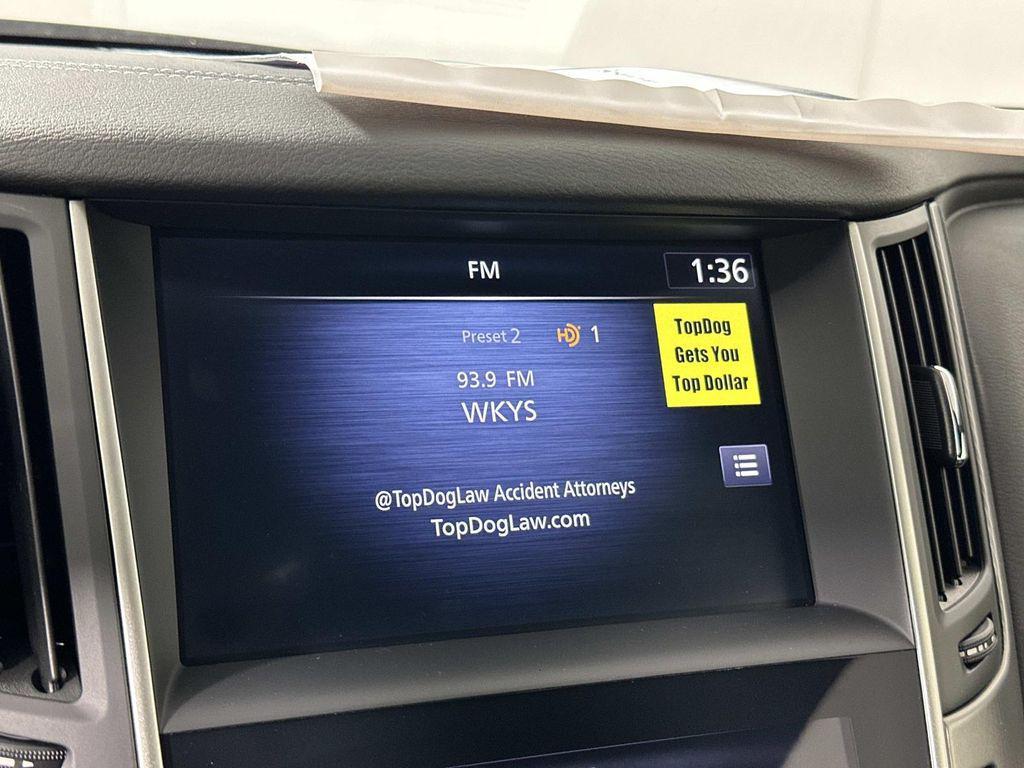 FM
1:36
Preset 2
HD 1
93.9 FM
WKYS
TopDog
Gets You
Top Dollar
@TopDogLaw Accident Attorneys
TopDogLaw.com